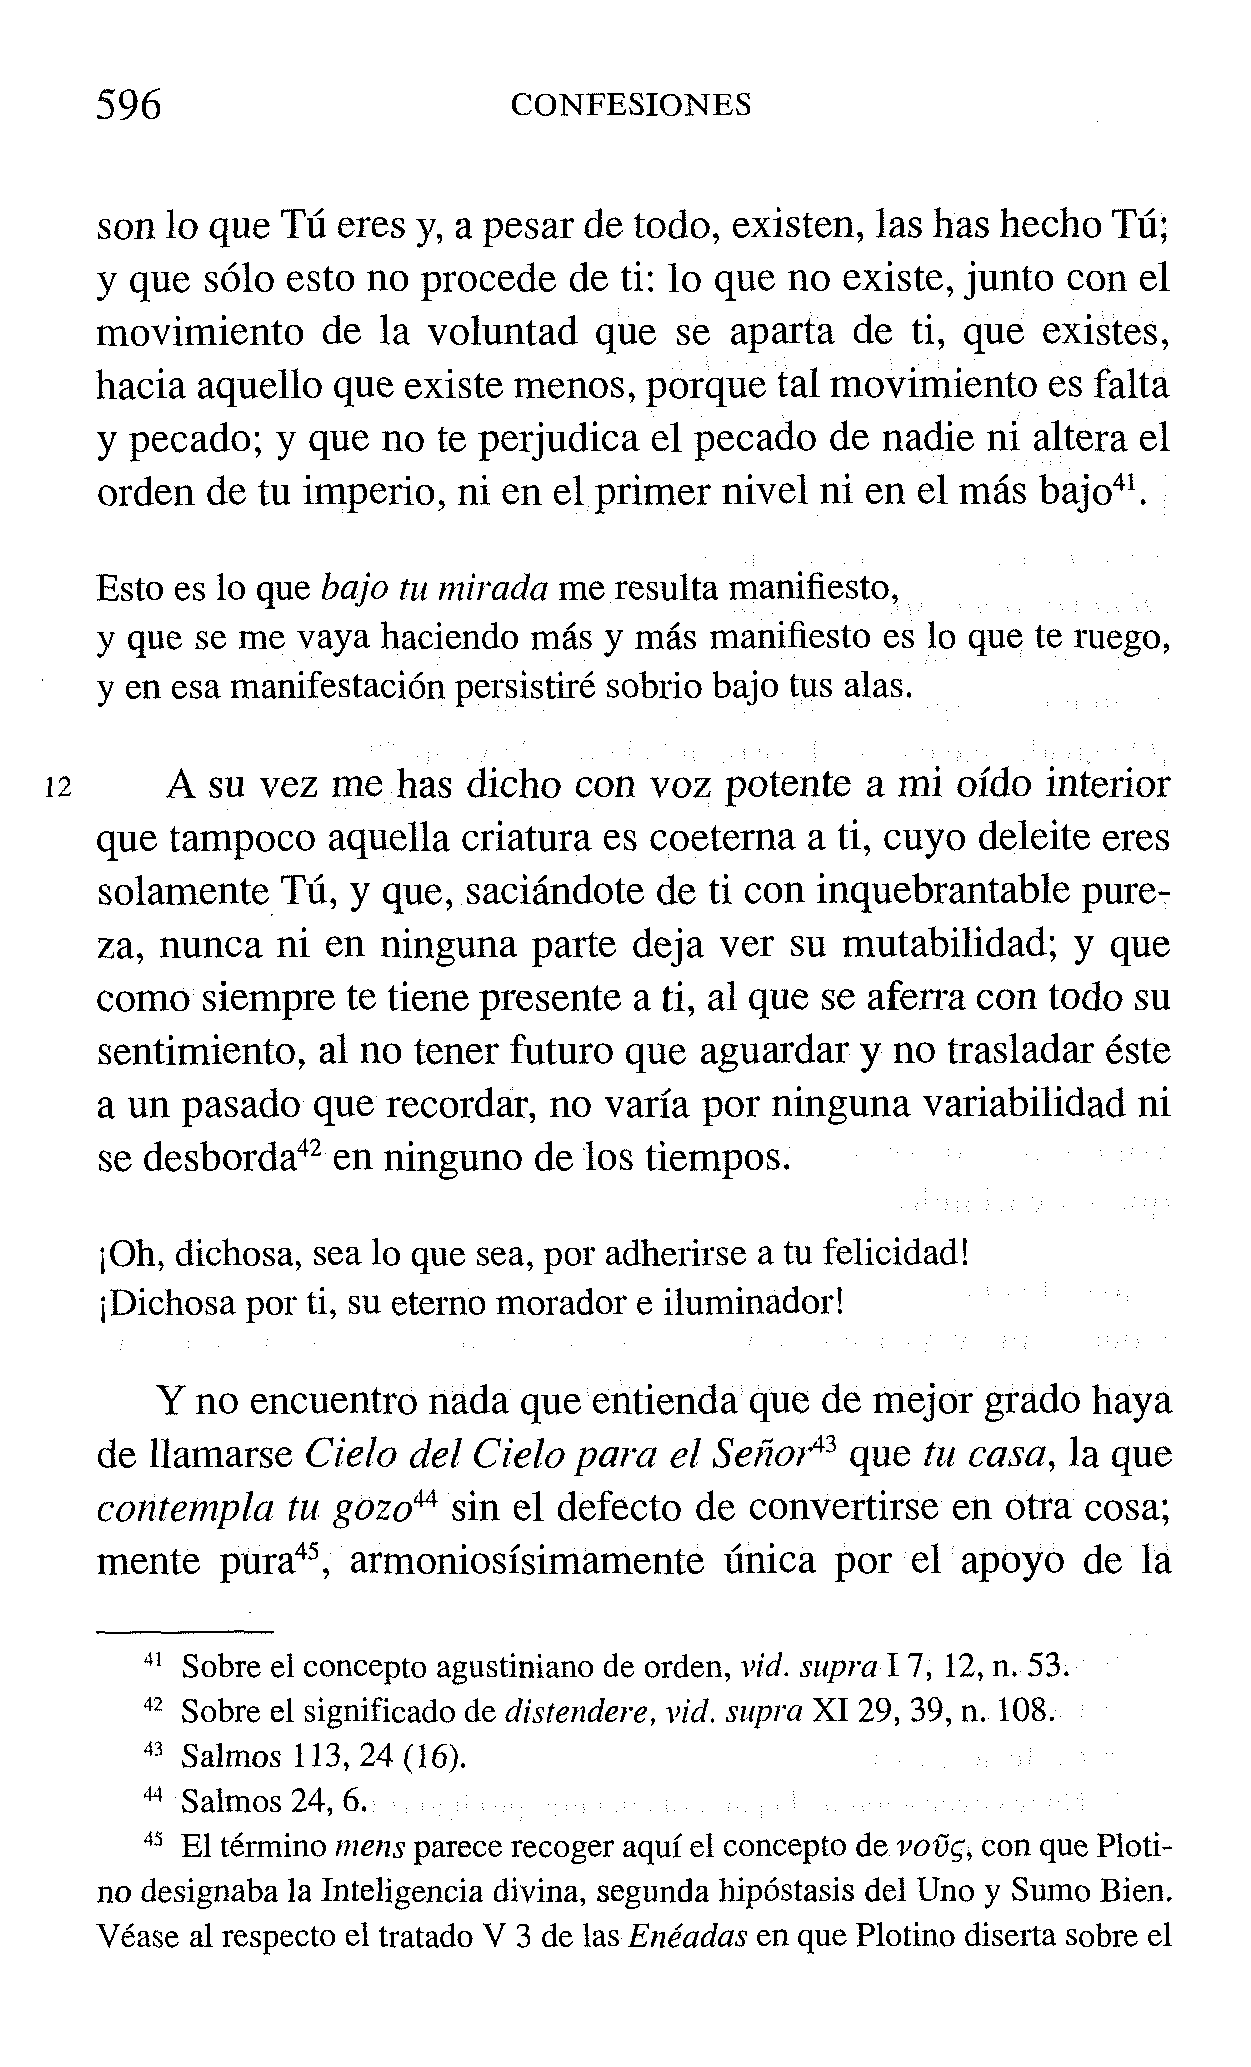 596 CONFESIONES
son lo que Tú eres y, a pesar de todo, existen, las has hecho Tú;
y que sólo esto no procede de ti: lo que no existe, junto con el
movimiento de la voluntad que se aparta de ti, que existes,
hacia aquello que existe menos, porque tal movimiento es falta
y pecado; y que no te perjudica el pecado de nadie ni altera el
orden de tu imperio, ni en el primer nivel ni en el más bajo⁴¹.
Esto es lo que bajo tu mirada me resulta manifiesto,
y que se me vaya haciendo más y más manifiesto es lo que te ruego,
y en esa manifestación persistiré sobrio bajo tus alas.
12 A su vez me has dicho con voz potente a mi oído interior
que tampoco aquella criatura es coeterna a ti, cuyo deleite eres
solamente Tú, y que, saciándote de ti con inquebrantable pure-
za, nunca ni en ninguna parte deja ver su mutabilidad; y que
como siempre te tiene presente a ti, al que se aferra con todo su
sentimiento, al no tener futuro que aguardar y no trasladar éste
a un pasado que recordar, no varía por ninguna variabilidad ni
se desborda⁴² en ninguno de los tiempos.
¡Oh, dichosa, sea lo que sea, por adherirse a tu felicidad!
¡Dichosa por ti, su eterno morador e iluminador!
Y no encuentro nada que entienda que de mejor grado haya
de llamarse Cielo del Cielo para el Señor⁴³ que tu casa, la que
contempla tu gozo⁴⁴ sin el defecto de convertirse en otra cosa;
mente pura⁴⁵, armoniosísimamente única por el apoyo de la
⁴¹ Sobre el concepto agustiniano de orden, vid. supra I 7, 12, n. 53.
⁴² Sobre el significado de distendere, vid. supra XI 29, 39, n. 108.
⁴³ Salmos 113, 24 (16).
⁴⁴ Salmos 24, 6.
⁴⁵ El término mens parece recoger aquí el concepto de νοῦς, con que Ploti-
no designaba la Inteligencia divina, segunda hipóstasis del Uno y Sumo Bien.
Véase al respecto el tratado V 3 de las Enéadas en que Plotino diserta sobre el